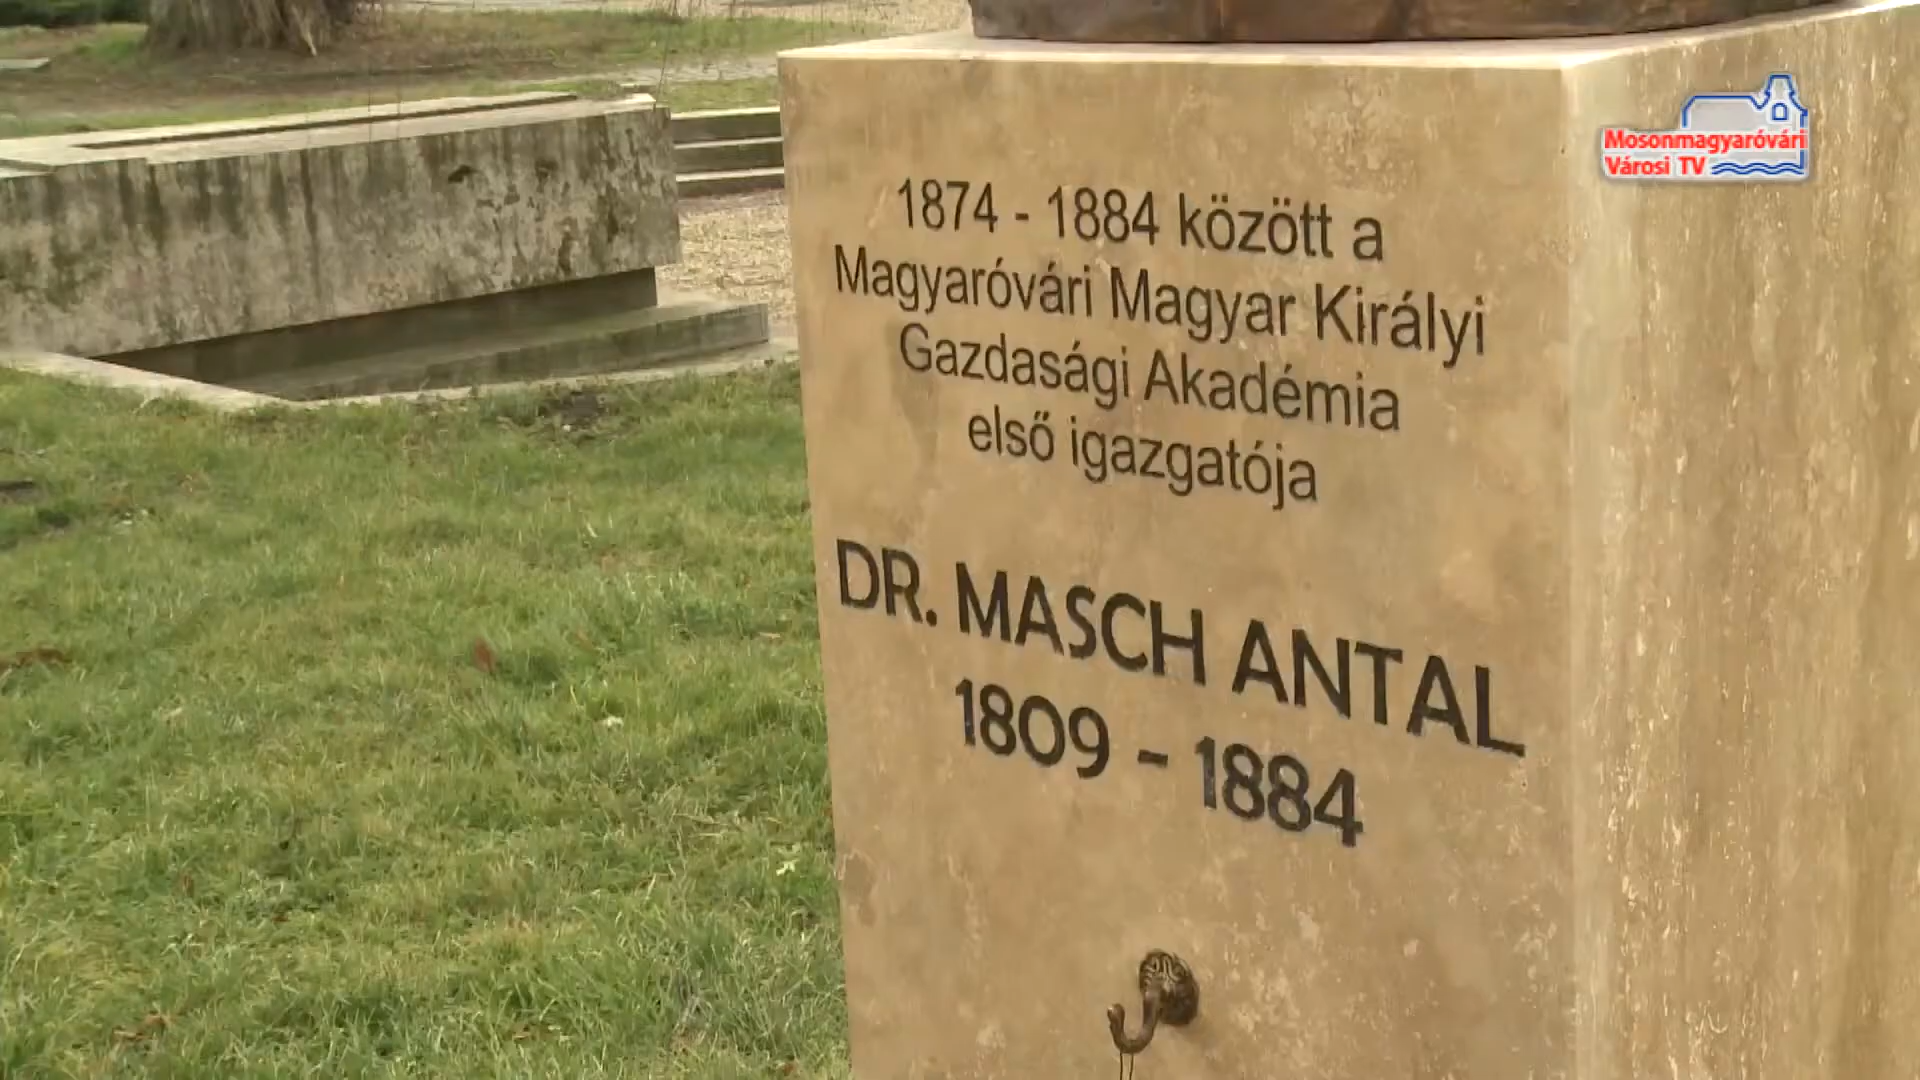 Mosonmagyaróvári
Városi TV
1874 - 1884 között a
Magyaróvári Magyar Királyi
Gazdasági Akadémia
első igazgatója
DR. MASCH ANTAL
1809 - 1884